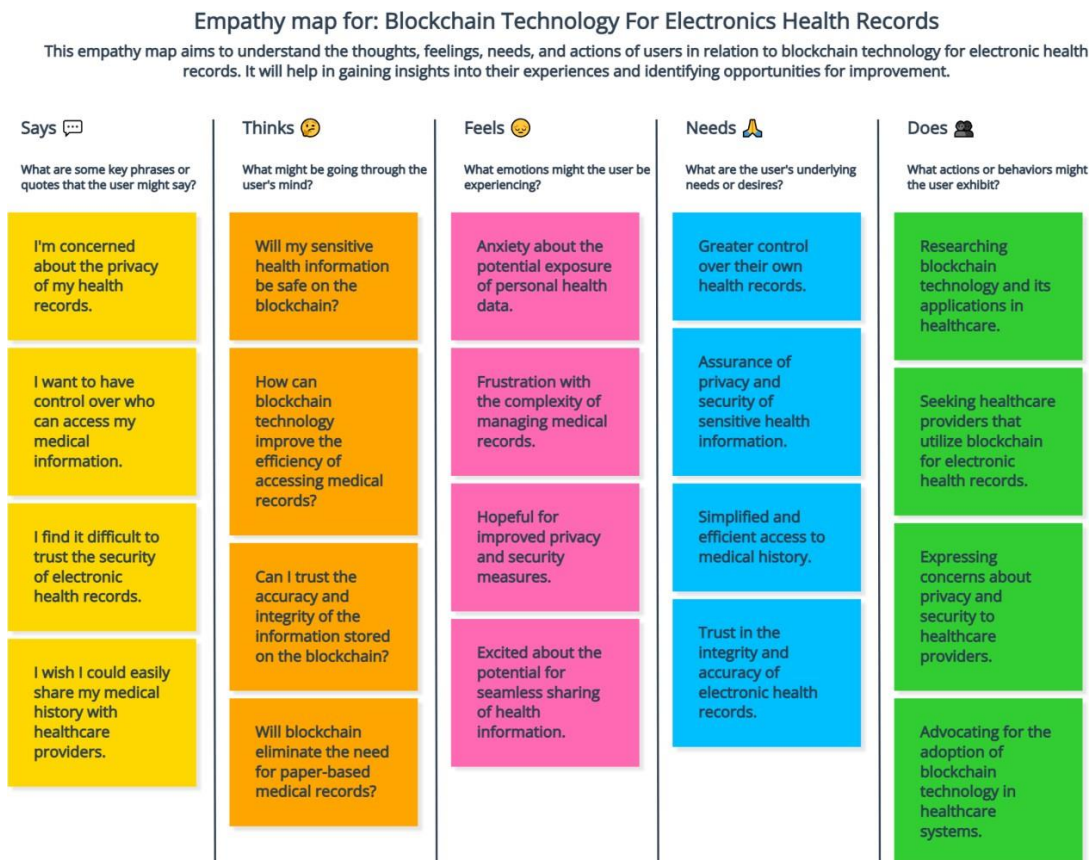 Empathy map for: Blockchain Technology For Electronics Health Records
This empathy map aims to understand the thoughts, feelings, needs, and actions of users in relation to blockchain technology for electronic health
records. It will help in gaining insights into their experiences and identifying opportunities for improvement.
Says
What are some key phrases or
quotes that the user might say?
I'm concerned
about the privacy
of my health
records.
I want to have
control over who
can access my
medical
information.
I find it difficult to
trust the security
of electronic
health records.
I wish I could easily
share my medical
history with
healthcare
providers.
Thinks
What might be going through the
user's mind?
Will my sensitive
health information
be safe on the
blockchain?
How can
blockchain
technology
improve the
efficiency of
accessing medical
records?
Can I trust the
accuracy and
integrity of the
information stored
on the blockchain?
Will blockchain
eliminate the need
for paper-based
medical records?
Feels
What emotions might the user be
experiencing?
Anxiety about the
potential exposure
of personal health
data.
Frustration with
the complexity of
managing medical
records.
Hopeful for
improved privacy
and security
measures.
Excited about the
potential for
seamless sharing
of health
information.
Needs
What are the user's underlying
needs or desires?
Greater control
over their own
health records.
Assurance of
privacy and
security of
sensitive health
information.
Simplified and
efficient access to
medical history.
Trust in the
integrity and
accuracy of
electronic health
records.
Does
What actions or behaviors might
the user exhibit?
Researching
blockchain
technology and its
applications in
healthcare.
Seeking healthcare
providers that
utilize blockchain
for electronic
health records.
Expressing
concerns about
privacy and
security to
healthcare
providers.
Advocating for the
adoption of
blockchain
technology in
healthcare
systems.